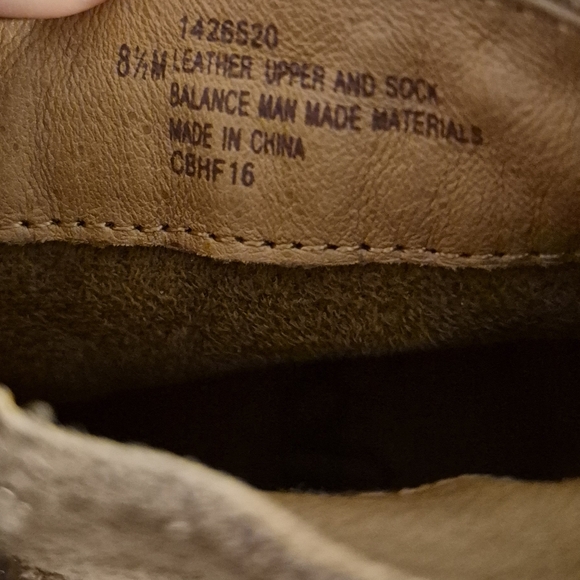 1426520
8½M LEATHER UPPER AND SOCK
BALANCE MAN MADE MATERIALS
MADE IN CHINA
CBHF16